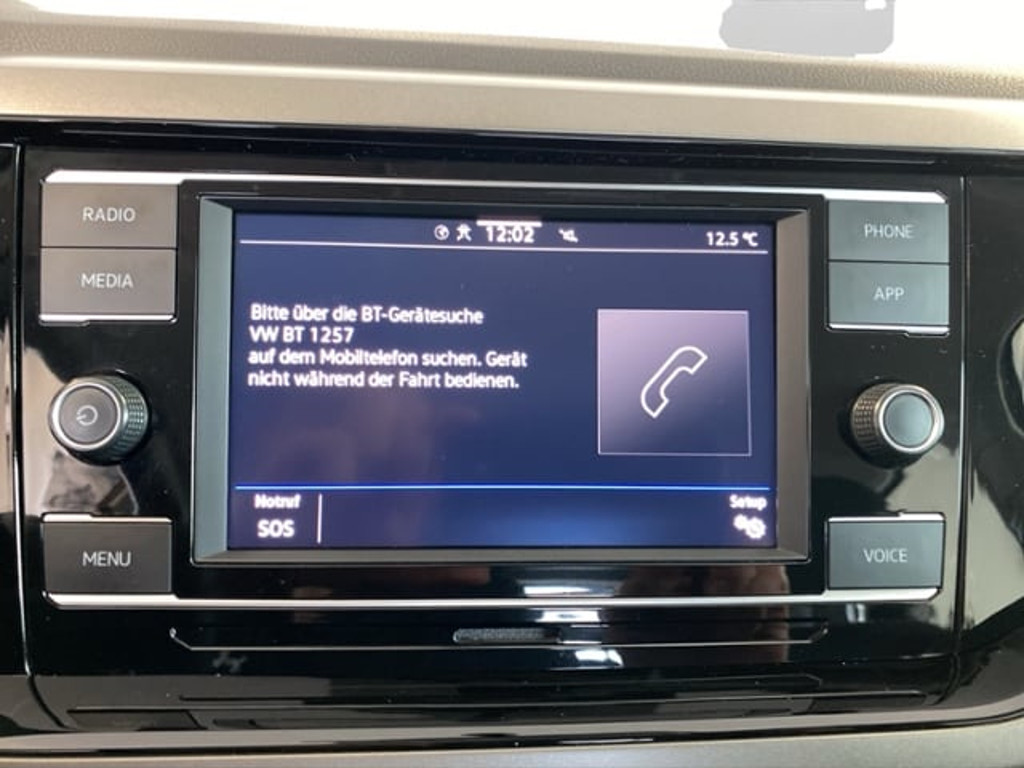 RADIO
MEDIA
MENU
12:02
12.5 °C
Bitte über die BT-Gerätesuche
VW BT 1257
auf dem Mobiltelefon suchen. Gerät
nicht während der Fahrt bedienen.
Notruf
SOS
Setup
PHONE
APP
VOICE